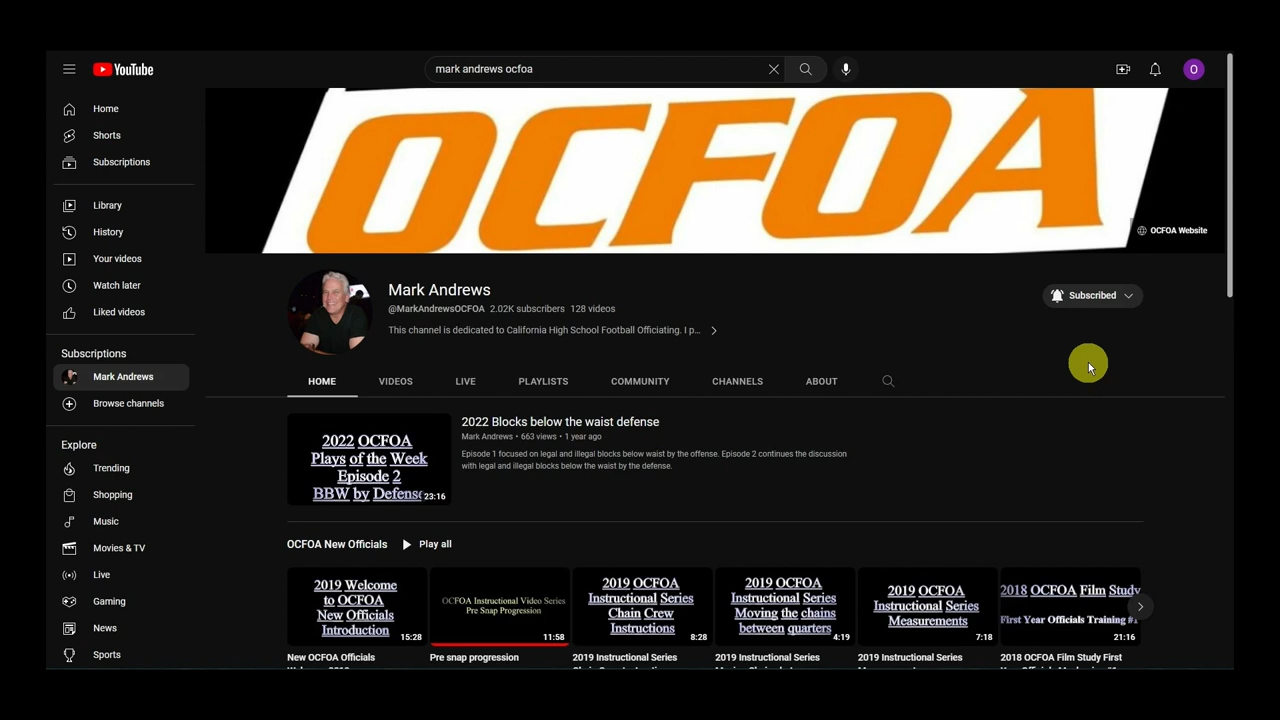 YouTube
mark andrews ocfoa
O
Home
Shorts
Subscriptions
Library
History
Your videos
Watch later
Liked videos
Subscriptions
Mark Andrews
Browse channels
Explore
Trending
Shopping
Music
Movies & TV
Live
Gaming
News
Sports
OCFOA
OCFOA Website
Mark Andrews
@MarkAndrewsOCFOA 2.02K subscribers 128 videos
This channel is dedicated to California High School Football Officiating. I p...
Subscribed
HOME VIDEOS LIVE PLAYLISTS COMMUNITY CHANNELS ABOUT
2022 OCFOA
Plays of the Week
Episode 2
BBW by Defense
23:16
2022 Blocks below the waist defense
Mark Andrews • 663 views • 1 year ago
Episode 1 focused on legal and illegal blocks below waist by the offense. Episode 2 continues the discussion
with legal and illegal blocks below the waist by the defense.
OCFOA New Officials Play all
2019 Welcome
to OCFOA
New Officials
Introduction
15:28
New OCFOA Officials
OCFOA Instructional Video Series
Pre Snap Progression
11:58
Pre snap progression
2019 OCFOA
Instructional Series
Chain Crew
Instructions
8:28
2019 Instructional Series
2019 OCFOA
Instructional Series
Moving the chains
between quarters
4:19
2019 Instructional Series
2019 OCFOA
Instructional Series
Measurements
7:18
2019 Instructional Series
2018 OCFOA Film Study
First Year Officials Training #1
21:16
2018 OCFOA Film Study First